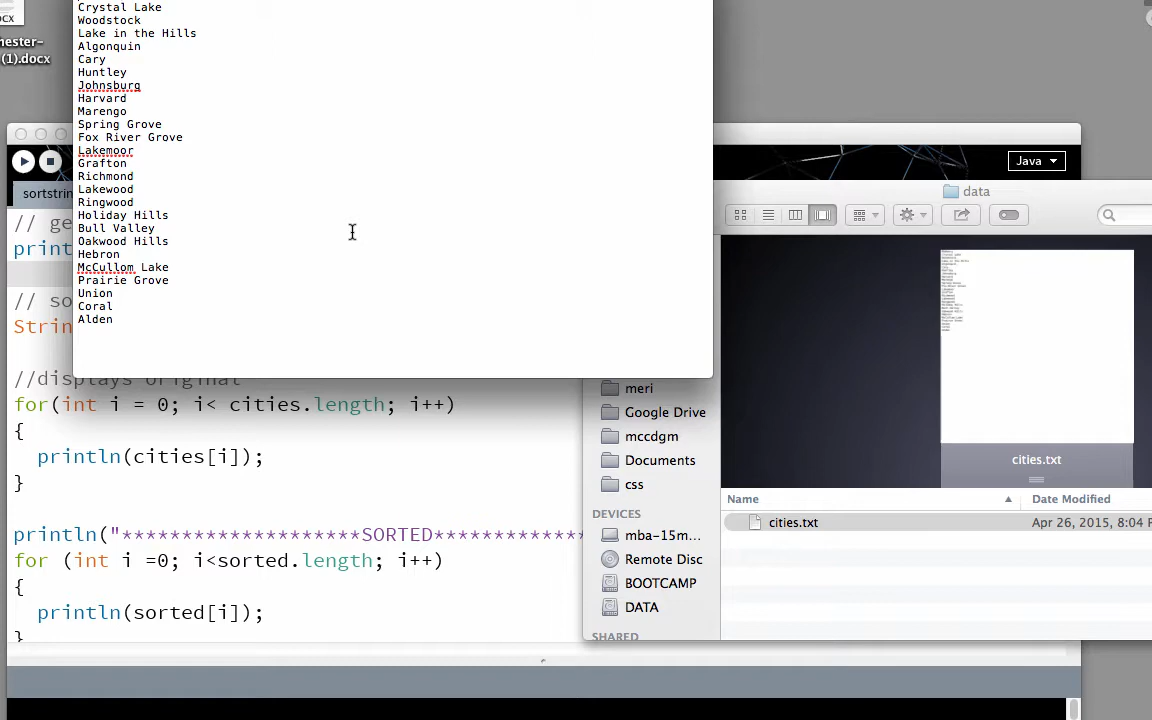 Crystal Lake
Woodstock
Lake in the Hills
Algonquin
Cary
Huntley
Johnsburg
Harvard
Marengo
Spring Grove
Fox River Grove
Lakemoor
Grafton
Richmond
Lakewood
Ringwood
Holiday Hills
Bull Valley
Oakwood Hills
Hebron
McCullom Lake
Prairie Grove
Union
Coral
Alden
DOCX
nester-
(1).docx
Java
sortstrin
// ge
print
// so
Strin
//displays original
for(int i = 0; i< cities.length; i++)
{
println(cities[i]);
}
println("********************SORTED*************
for (int i =0; i<sorted.length; i++)
{
println(sorted[i]);
}
data
meri
Google Drive
mccdgm
Documents
css
DEVICES
mba-15m...
Remote Disc
BOOTCAMP
DATA
SHARED
cities.txt
Name
Date Modified
cities.txt
Apr 26, 2015, 8:04 P